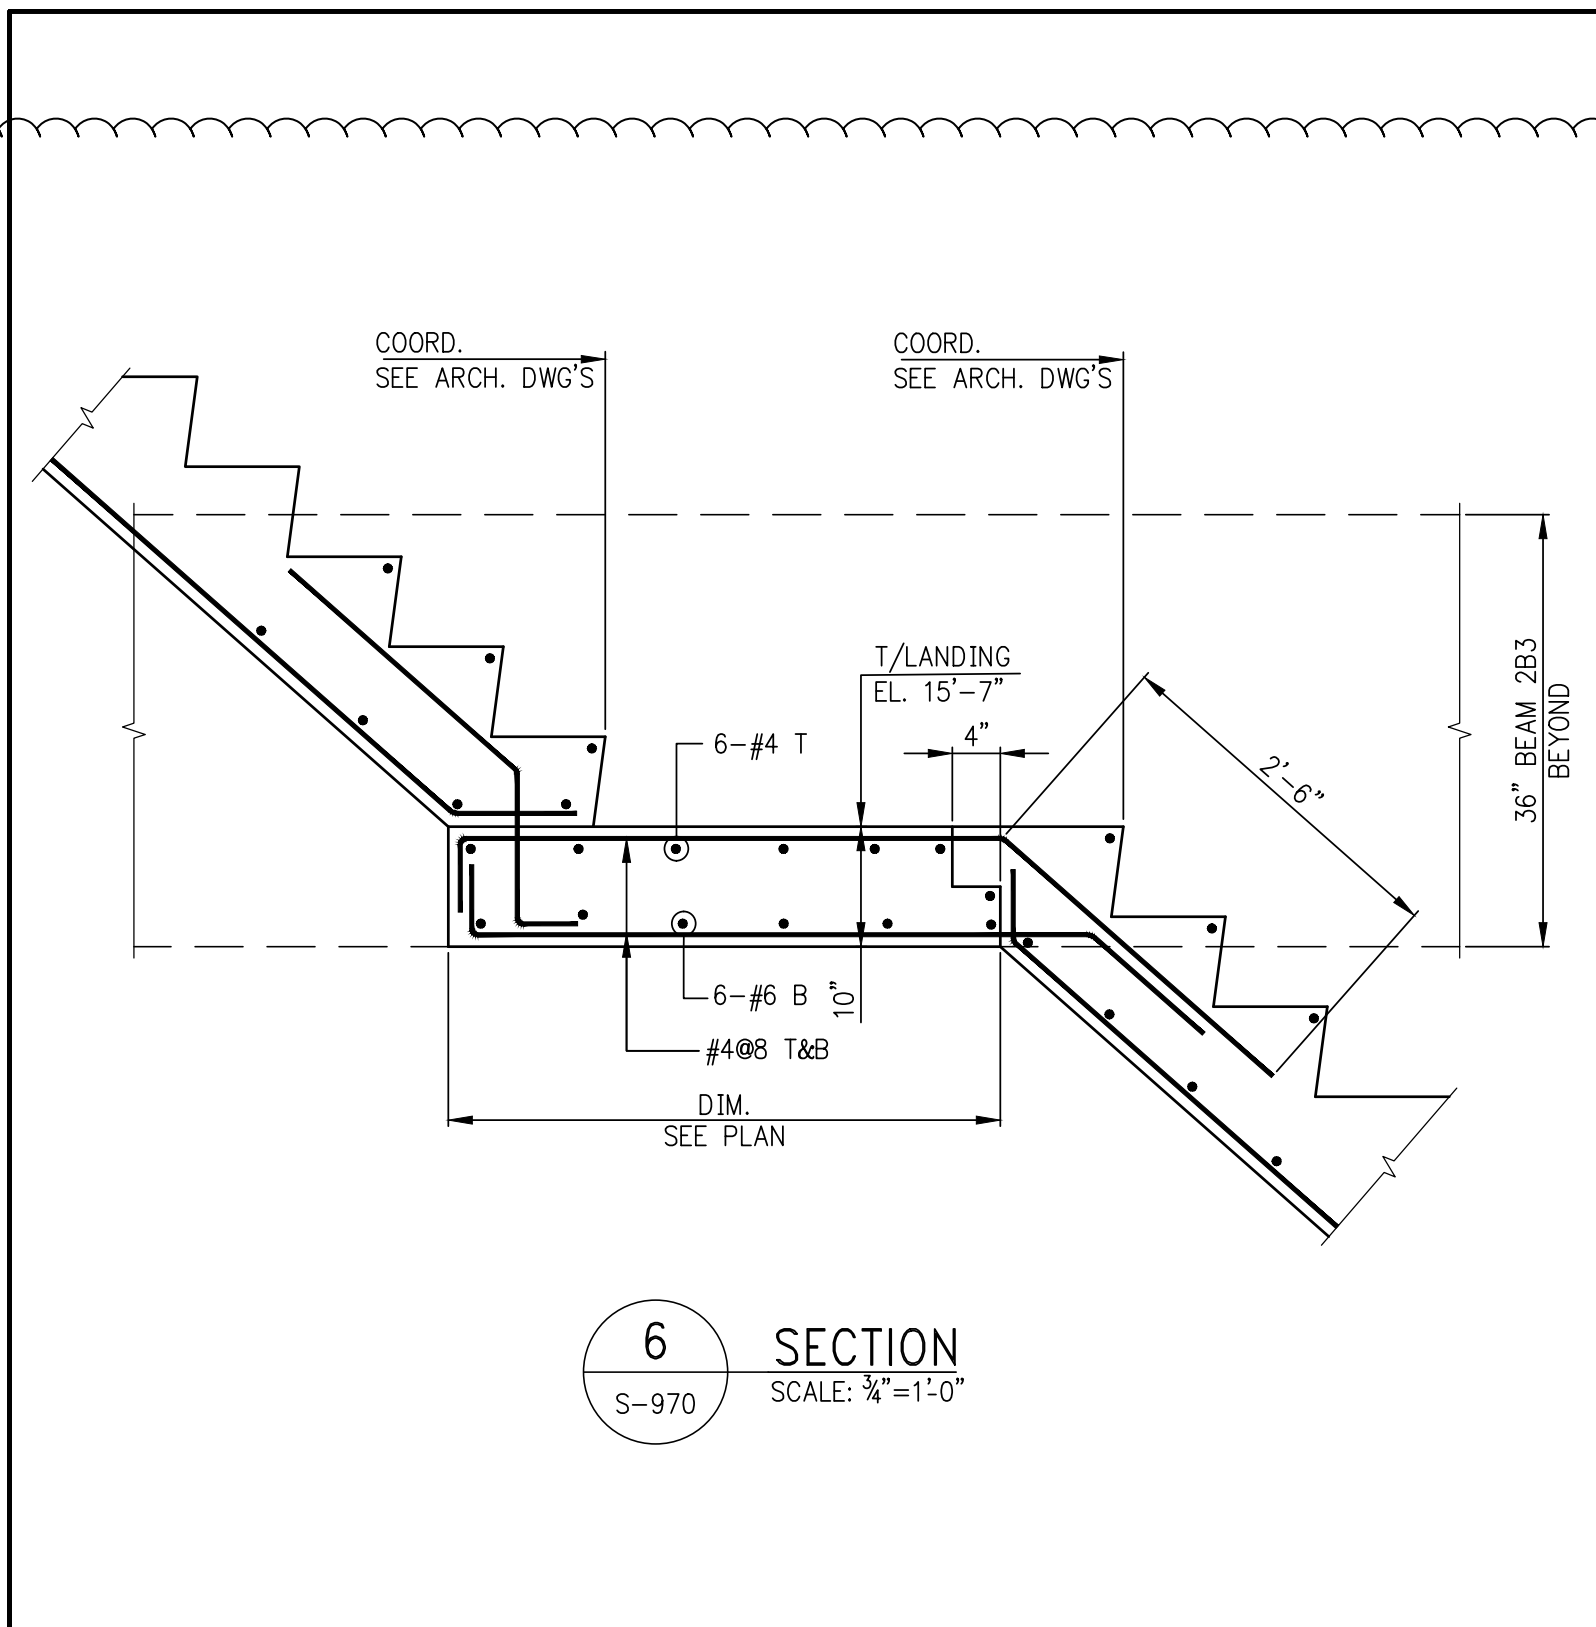 COORD.
SEE ARCH. DWG'S
COORD.
SEE ARCH. DWG'S
T/LANDING
EL. 15'-7"
4"
6-#4 T
2'-6"
36" BEAM 2B3
BEYOND
6-#6 B
10"
#4@8 T&B
DIM.
SEE PLAN
6
S-970
SECTION
SCALE: ¾"=1'-0"